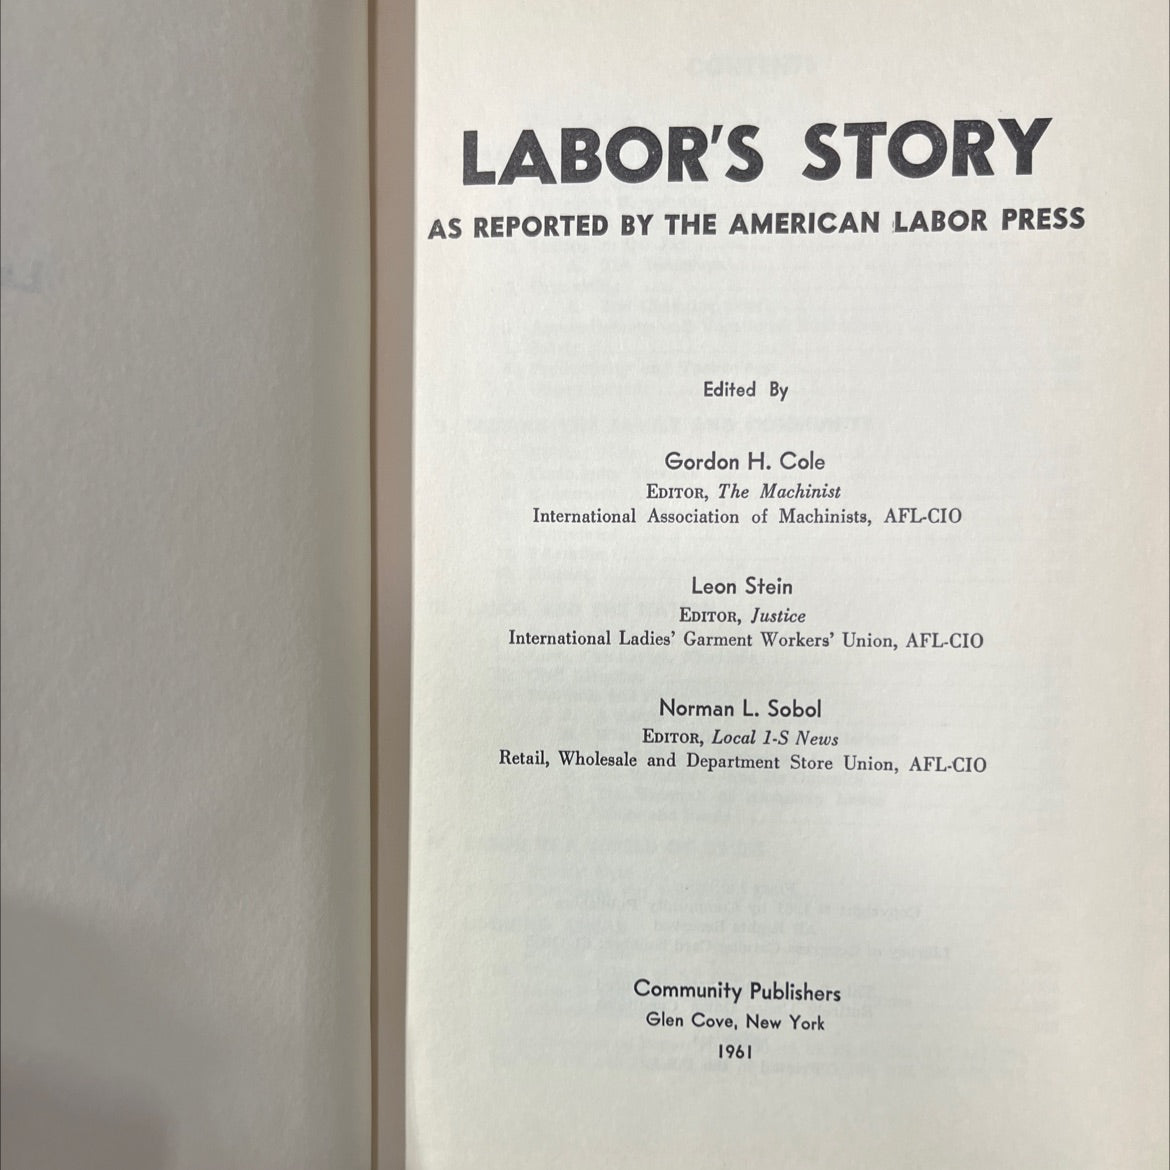 LABOR'S STORY
AS REPORTED BY THE AMERICAN LABOR PRESS
Edited By
Gordon H. Cole
EDITOR, The Machinist
International Association of Machinists, AFL-CIO
Leon Stein
EDITOR, Justice
International Ladies' Garment Workers' Union, AFL-CIO
Norman L. Sobol
EDITOR, Local 1-S News
Retail, Wholesale and Department Store Union, AFL-CIO
Community Publishers
Glen Cove, New York
1961